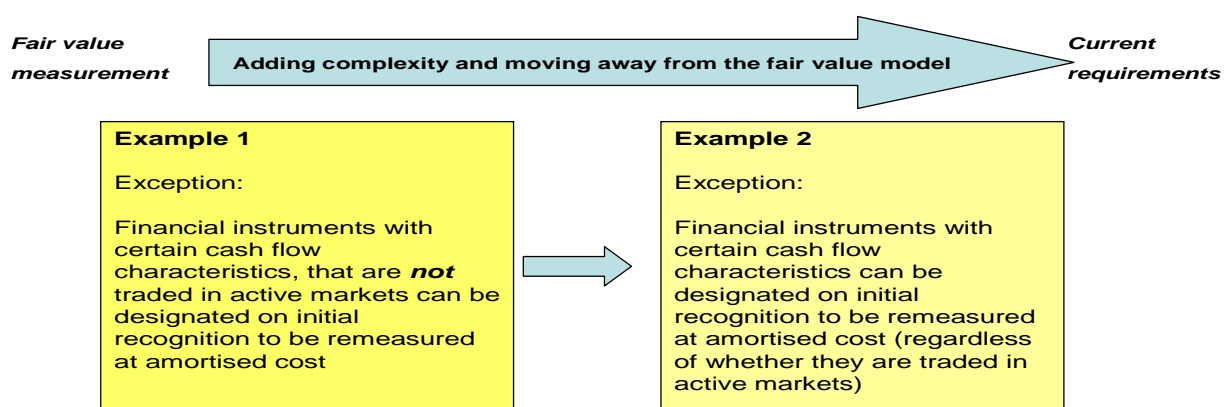 Fair value
measurement
Adding complexity and moving away from the fair value model
Current
requirements
Example 1
Exception:
Financial instruments with
certain cash flow
characteristics, that are not
traded in active markets can be
designated on initial
recognition to be remeasured
at amortised cost
Example 2
Exception:
Financial instruments with
certain cash flow
characteristics can be
designated on initial
recognition to be remeasured
at amortised cost (regardless
of whether they are traded in
active markets)